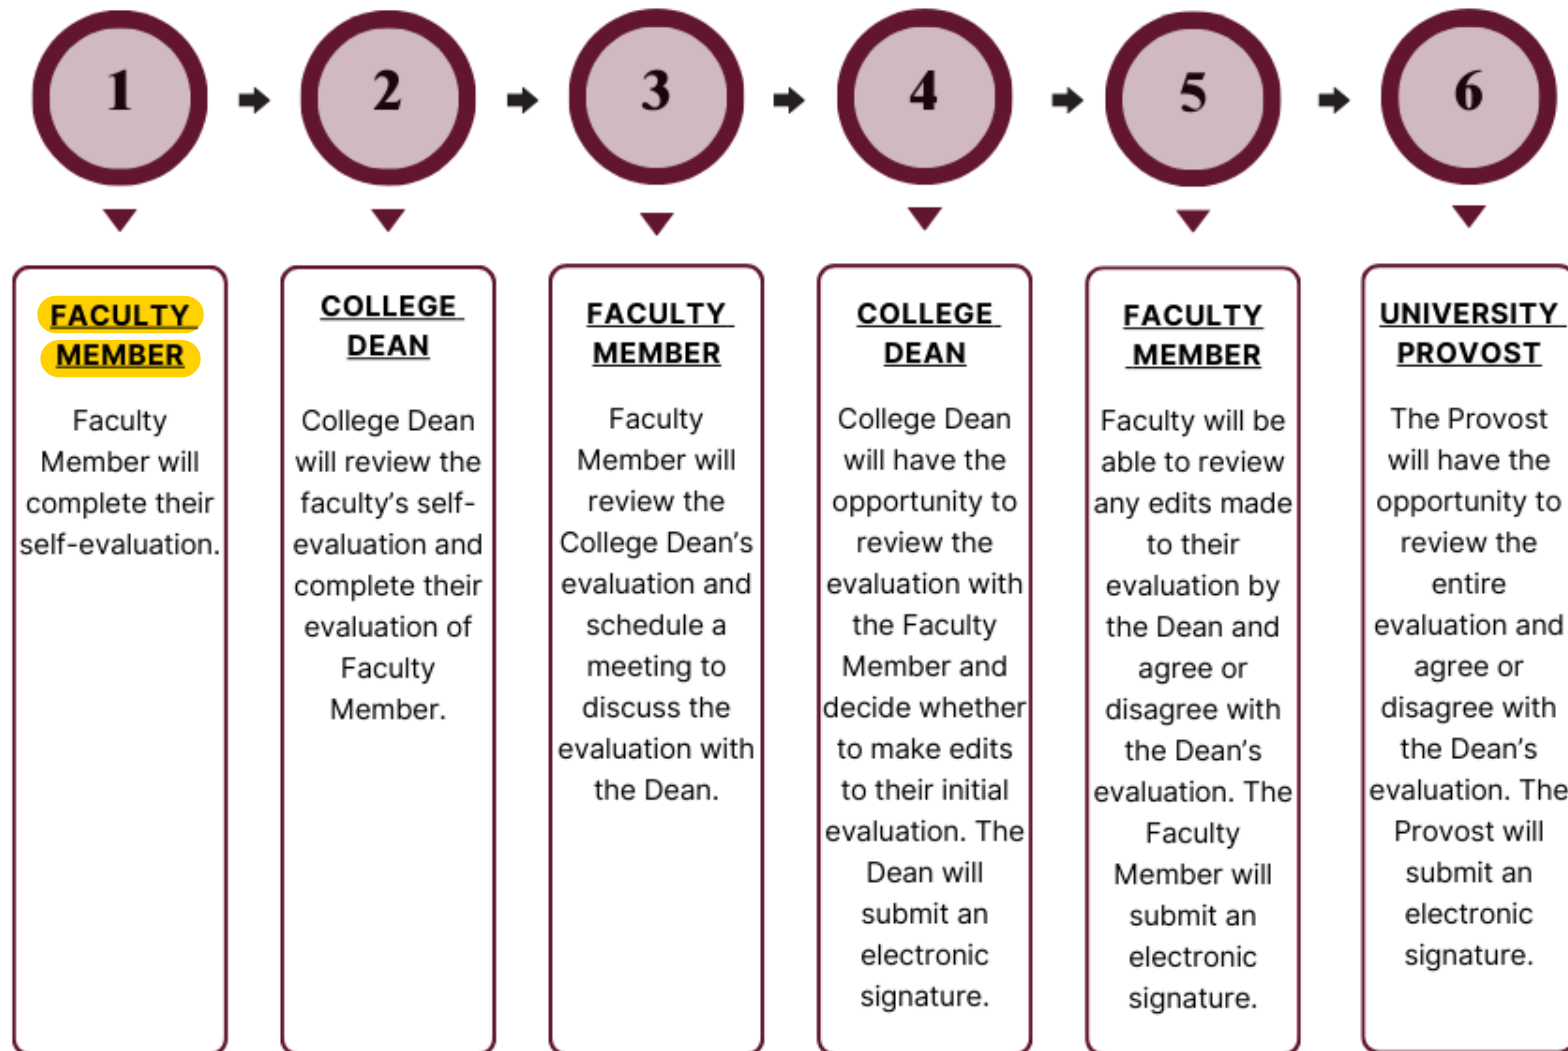 1
2
3
4
5
6
FACULTY
MEMBER
Faculty
Member will
complete their
self-evaluation.
COLLEGE
DEAN
College Dean
will review the
faculty’s self-
evaluation and
complete their
evaluation of
Faculty
Member.
FACULTY
MEMBER
Faculty
Member will
review the
College Dean’s
evaluation and
schedule a
meeting to
discuss the
evaluation with
the Dean.
COLLEGE
DEAN
College Dean
will have the
opportunity to
review the
evaluation with
the Faculty
Member and
decide whether
to make edits
to their initial
evaluation. The
Dean will
submit an
electronic
signature.
FACULTY
MEMBER
Faculty will be
able to review
any edits made
to their
evaluation by
the Dean and
agree or
disagree with
the Dean’s
evaluation. The
Faculty
Member will
submit an
electronic
signature.
UNIVERSITY
PROVOST
The Provost
will have the
opportunity to
review the
entire
evaluation and
agree or
disagree with
the Dean’s
evaluation. The
Provost will
submit an
electronic
signature.